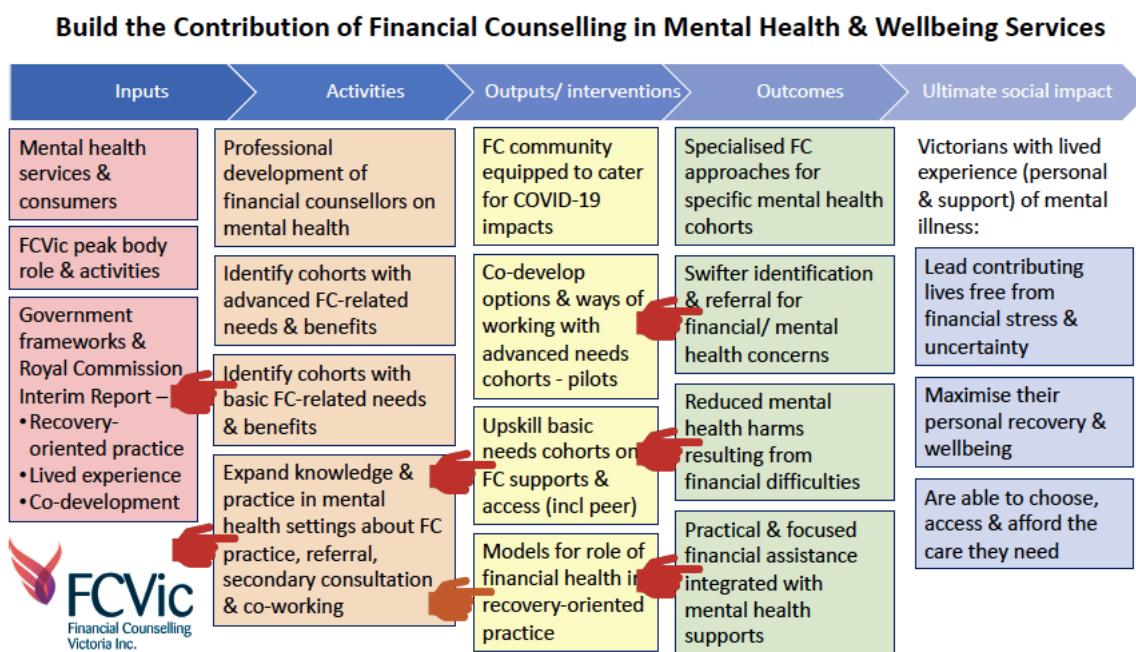 Build the Contribution of Financial Counselling in Mental Health & Wellbeing Services
Inputs
Activities
Outputs/ interventions
Outcomes
Ultimate social impact
Mental health
services &
consumers
FCVic peak body
role & activities
Government
frameworks &
Royal Commission
Interim Report –
• Recovery-
oriented practice
• Lived experience
• Co-development
FCVic
Financial Counselling
Victoria Inc.
Professional
development of
financial counsellors on
mental health
Identify cohorts with
advanced FC-related
needs & benefits
Identify cohorts with
basic FC-related needs
& benefits
Expand knowledge &
practice in mental
health settings about FC
practice, referral,
secondary consultation
& co-working
FC community
equipped to cater
for COVID-19
impacts
Co-develop
options & ways of
working with
advanced needs
cohorts - pilots
Upskill basic
needs cohorts on
FC supports &
access (incl peer)
Models for role of
financial health in
recovery-oriented
practice
Specialised FC
approaches for
specific mental health
cohorts
Swifter identification
& referral for
financial/ mental
health concerns
Reduced mental
health harms
resulting from
financial difficulties
Practical & focused
financial assistance
integrated with
mental health
supports
Victorians with lived
experience (personal
& support) of mental
illness:
Lead contributing
lives free from
financial stress &
uncertainty
Maximise their
personal recovery &
wellbeing
Are able to choose,
access & afford the
care they need